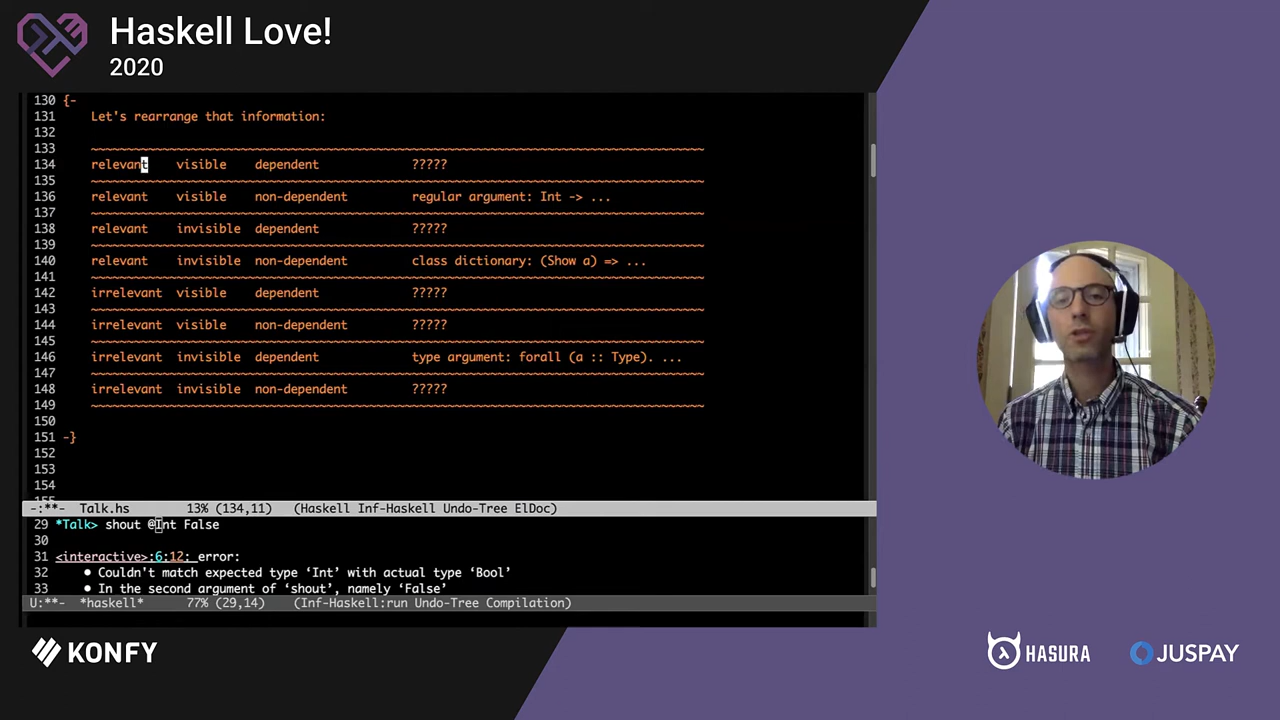 Haskell Love!
2020
130 {-
131 Let's rearrange that information:
132
133 ~~~~~~~~~~~~~~~~~~~~~~~~~~~~~~~~~~~~~~~~~~~~~~~~~~~~~~~~~~~~~~~~~~~~~~~~~~~~~~~~~~~~~~
134 relevant visible dependent ?????
135 ~~~~~~~~~~~~~~~~~~~~~~~~~~~~~~~~~~~~~~~~~~~~~~~~~~~~~~~~~~~~~~~~~~~~~~~~~~~~~~~~~~~~~~
136 relevant visible non-dependent regular argument: Int -> ...
137 ~~~~~~~~~~~~~~~~~~~~~~~~~~~~~~~~~~~~~~~~~~~~~~~~~~~~~~~~~~~~~~~~~~~~~~~~~~~~~~~~~~~~~~
138 relevant invisible dependent ?????
139 ~~~~~~~~~~~~~~~~~~~~~~~~~~~~~~~~~~~~~~~~~~~~~~~~~~~~~~~~~~~~~~~~~~~~~~~~~~~~~~~~~~~~~~
140 relevant invisible non-dependent class dictionary: (Show a) => ...
141 ~~~~~~~~~~~~~~~~~~~~~~~~~~~~~~~~~~~~~~~~~~~~~~~~~~~~~~~~~~~~~~~~~~~~~~~~~~~~~~~~~~~~~~
142 irrelevant visible dependent ?????
143 ~~~~~~~~~~~~~~~~~~~~~~~~~~~~~~~~~~~~~~~~~~~~~~~~~~~~~~~~~~~~~~~~~~~~~~~~~~~~~~~~~~~~~~
144 irrelevant visible non-dependent ?????
145 ~~~~~~~~~~~~~~~~~~~~~~~~~~~~~~~~~~~~~~~~~~~~~~~~~~~~~~~~~~~~~~~~~~~~~~~~~~~~~~~~~~~~~~
146 irrelevant invisible dependent type argument: forall (a :: Type). ...
147 ~~~~~~~~~~~~~~~~~~~~~~~~~~~~~~~~~~~~~~~~~~~~~~~~~~~~~~~~~~~~~~~~~~~~~~~~~~~~~~~~~~~~~~
148 irrelevant invisible non-dependent ?????
149 ~~~~~~~~~~~~~~~~~~~~~~~~~~~~~~~~~~~~~~~~~~~~~~~~~~~~~~~~~~~~~~~~~~~~~~~~~~~~~~~~~~~~~~
150
151 -}
152
153
154
155
-:**- Talk.hs 13% (134,11) (Haskell Inf-Haskell Undo-Tree ElDoc)
29 *Talk> shout @Int False
30
31 <interactive>:6:12: error:
32 • Couldn't match expected type ‘Int’ with actual type ‘Bool’
33 • In the second argument of ‘shout’, namely ‘False’
U:**- *haskell* 77% (29,14) (Inf-Haskell:run Undo-Tree Compilation)
KONFY
HASURA
JUSPAY